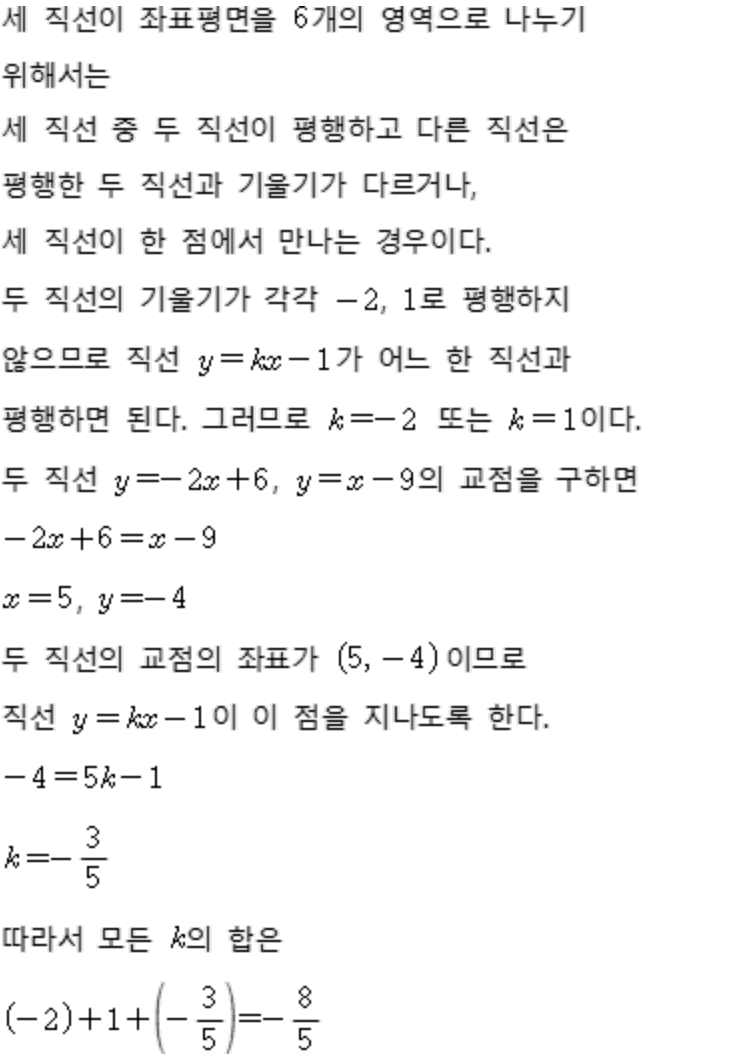 세 직선이 좌표평면을 6개의 영역으로 나누기
위해서는
세 직선 중 두 직선이 평행하고 다른 직선은
평행한 두 직선과 기울기가 다르거나,
세 직선이 한 점에서 만나는 경우이다.
두 직선의 기울기가 각각 −2, 1로 평행하지
않으므로 직선 y=kx−1가 어느 한 직선과
평행하면 된다. 그러므로 k=−2 또는 k=1이다.
두 직선 y=−2x+6, y=x−9의 교점을 구하면
−2x+6=x−9
x=5, y=−4
두 직선의 교점의 좌표가 (5, −4)이므로
직선 y=kx−1이 이 점을 지나도록 한다.
−4=5k−1
k=−3/5
따라서 모든 k의 합은
(−2)+1+(−3/5)=−8/5